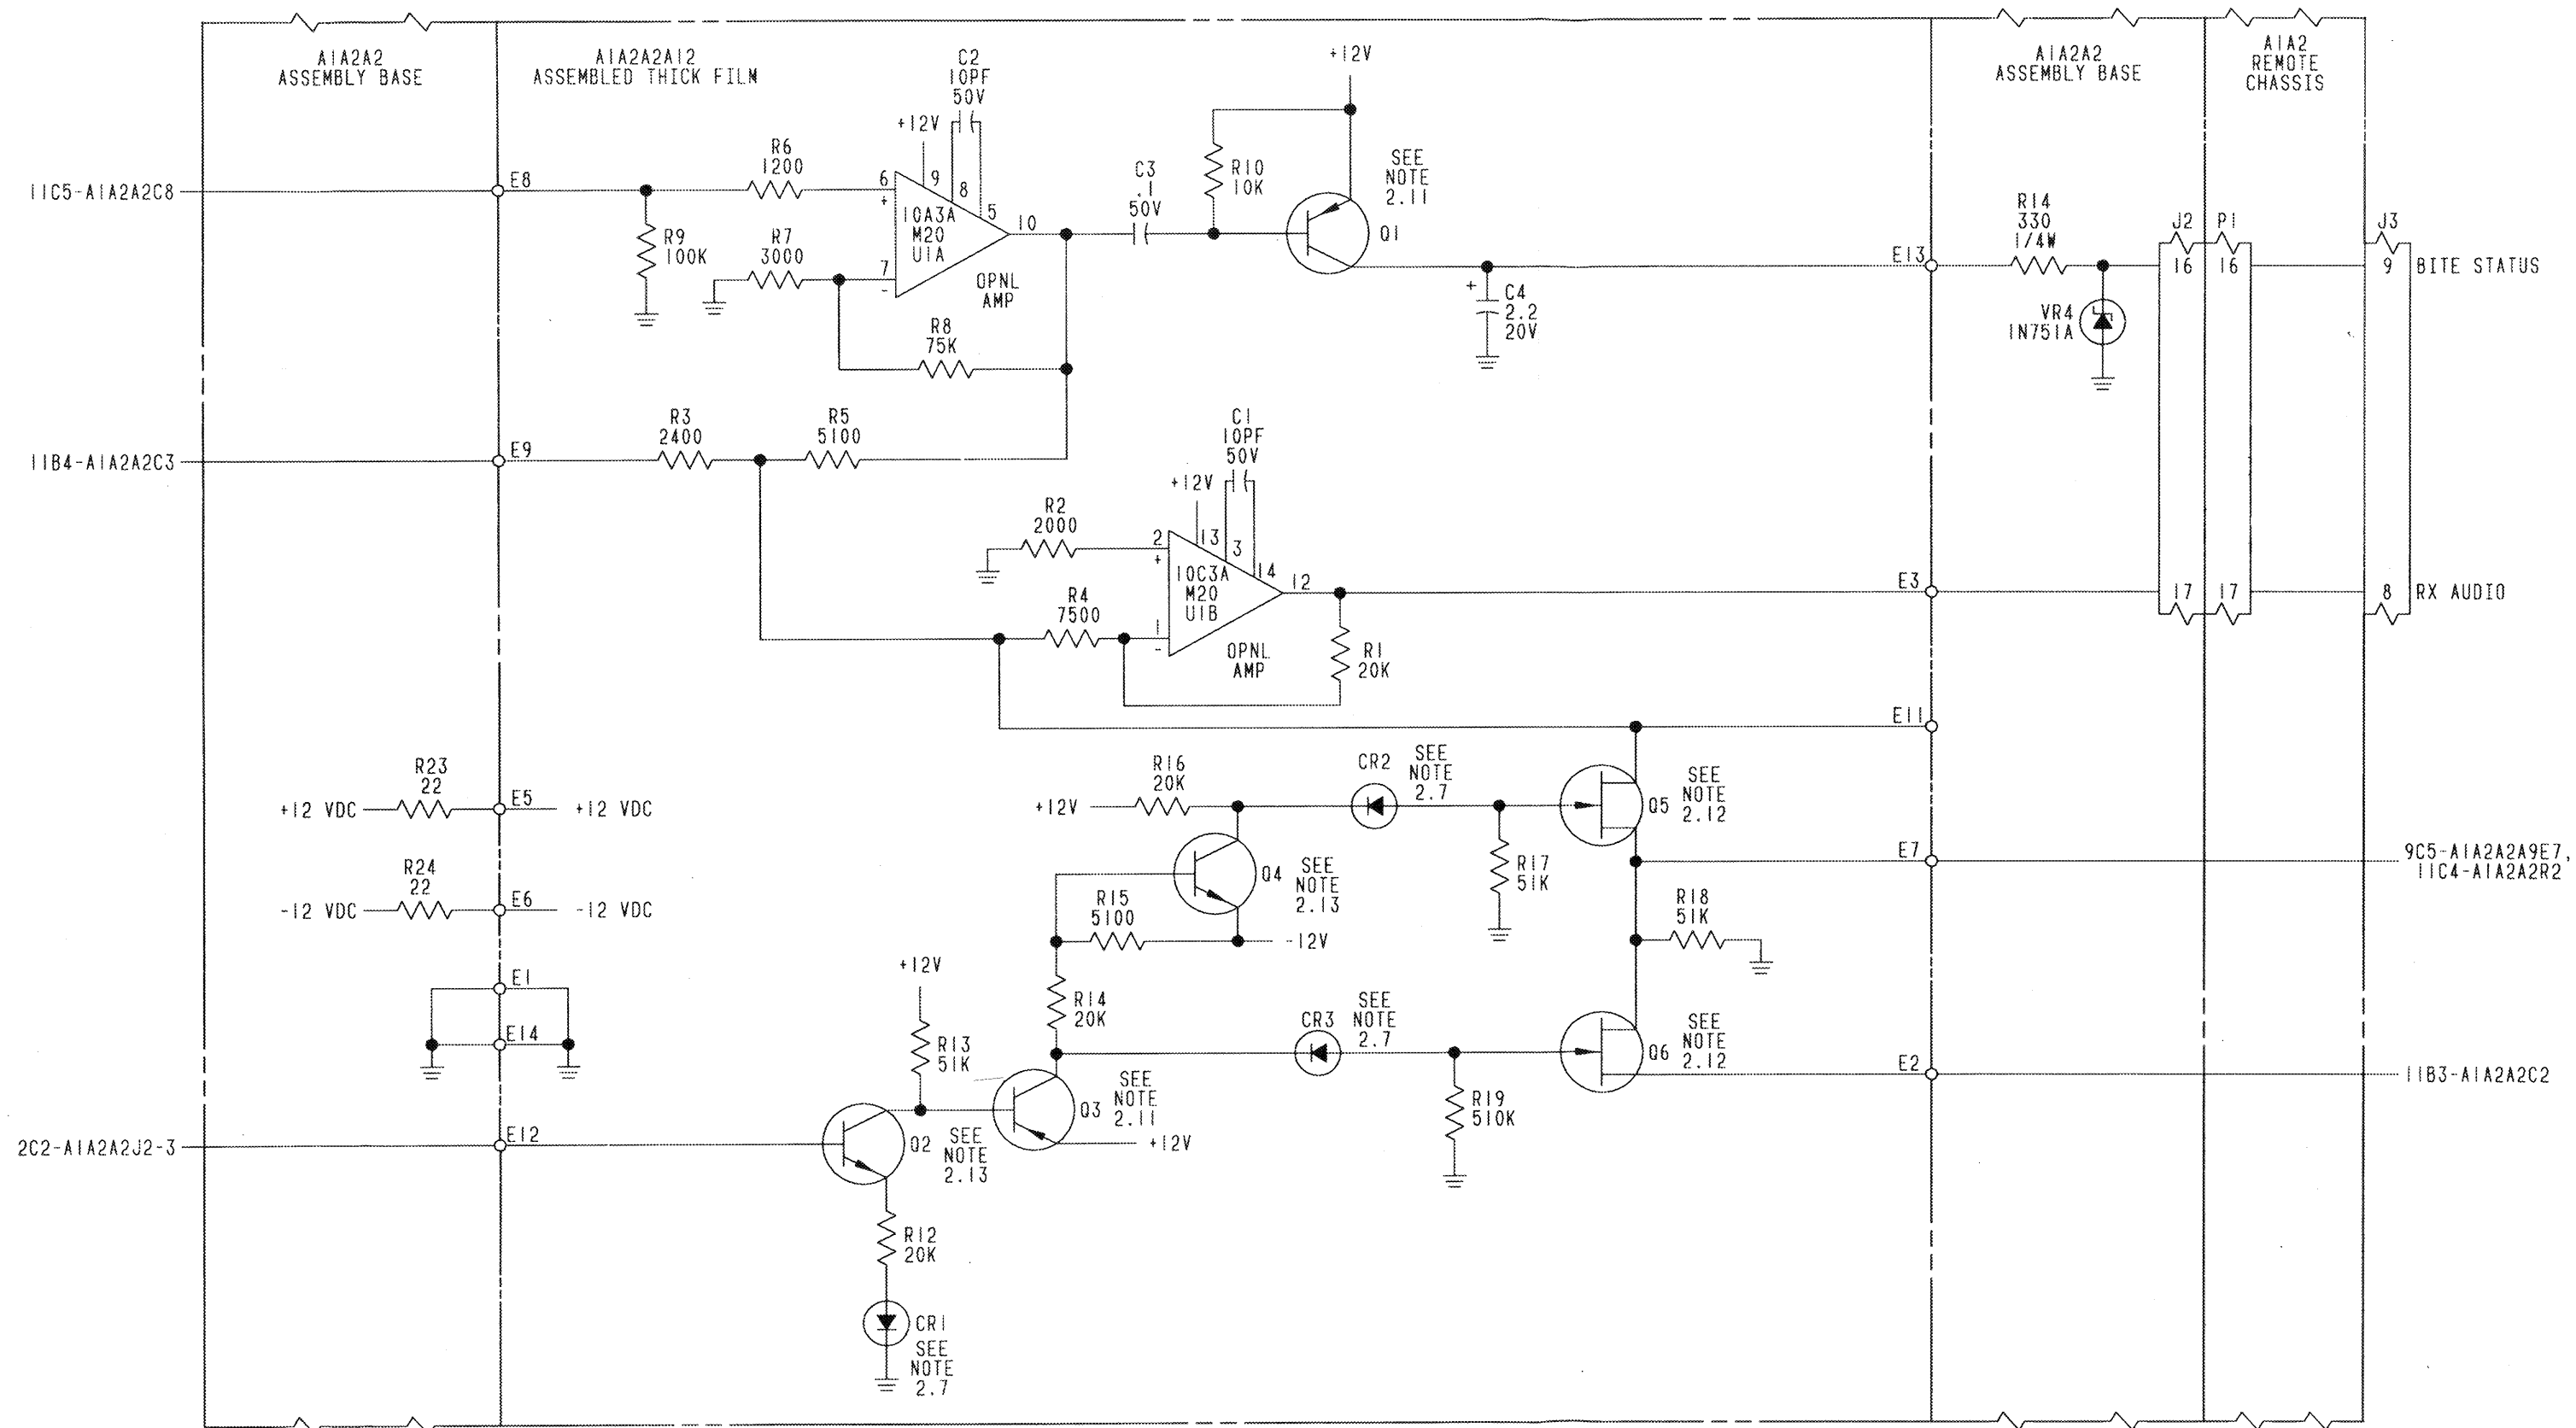 A1A2A2
ASSEMBLY BASE
A1A2A2A12
ASSEMBLED THICK FILM
A1A2A2
ASSEMBLY BASE
A1A2
REMOTE
CHASSIS
C2
10PF
50V
+12V
+12V
11C5-A1A2A2C8
E8
R6
1200
R9
100K
R7
3000
6
+
9
8
5
10A3A
M20
U1A
7
-
10
OPNL
AMP
R8
75K
C3
.1
50V
R10
10K
SEE
NOTE
2.11
Q1
+
C4
2.2
20V
E13
R14
330
1/4W
VR4
1N751A
J2
16
P1
16
J3
9
BITE STATUS
11B4-A1A2A2C3
E9
R3
2400
R5
5100
C1
10PF
50V
+12V
R2
2000
2
+
13
3
14
10C3A
M20
U1B
1
-
12
OPNL
AMP
R4
7500
R1
20K
E3
17
17
8
RX AUDIO
E11
+12 VDC
R23
22
E5
+12 VDC
-12 VDC
R24
22
E6
-12 VDC
E1
E14
+12V
R16
20K
CR2
SEE
NOTE
2.7
R17
51K
Q5
SEE
NOTE
2.12
Q4
SEE
NOTE
2.13
R15
5100
-12V
E7
9C5-A1A2A2A9E7,
11C4-A1A2A2R2
R18
51K
+12V
R13
51K
R14
20K
CR3
SEE
NOTE
2.7
R19
510K
Q6
SEE
NOTE
2.12
E2
11B3-A1A2A2C2
Q3
SEE
NOTE
2.11
+12V
2C2-A1A2A2J2-3
E12
Q2
SEE
NOTE
2.13
R12
20K
CR1
SEE
NOTE
2.7